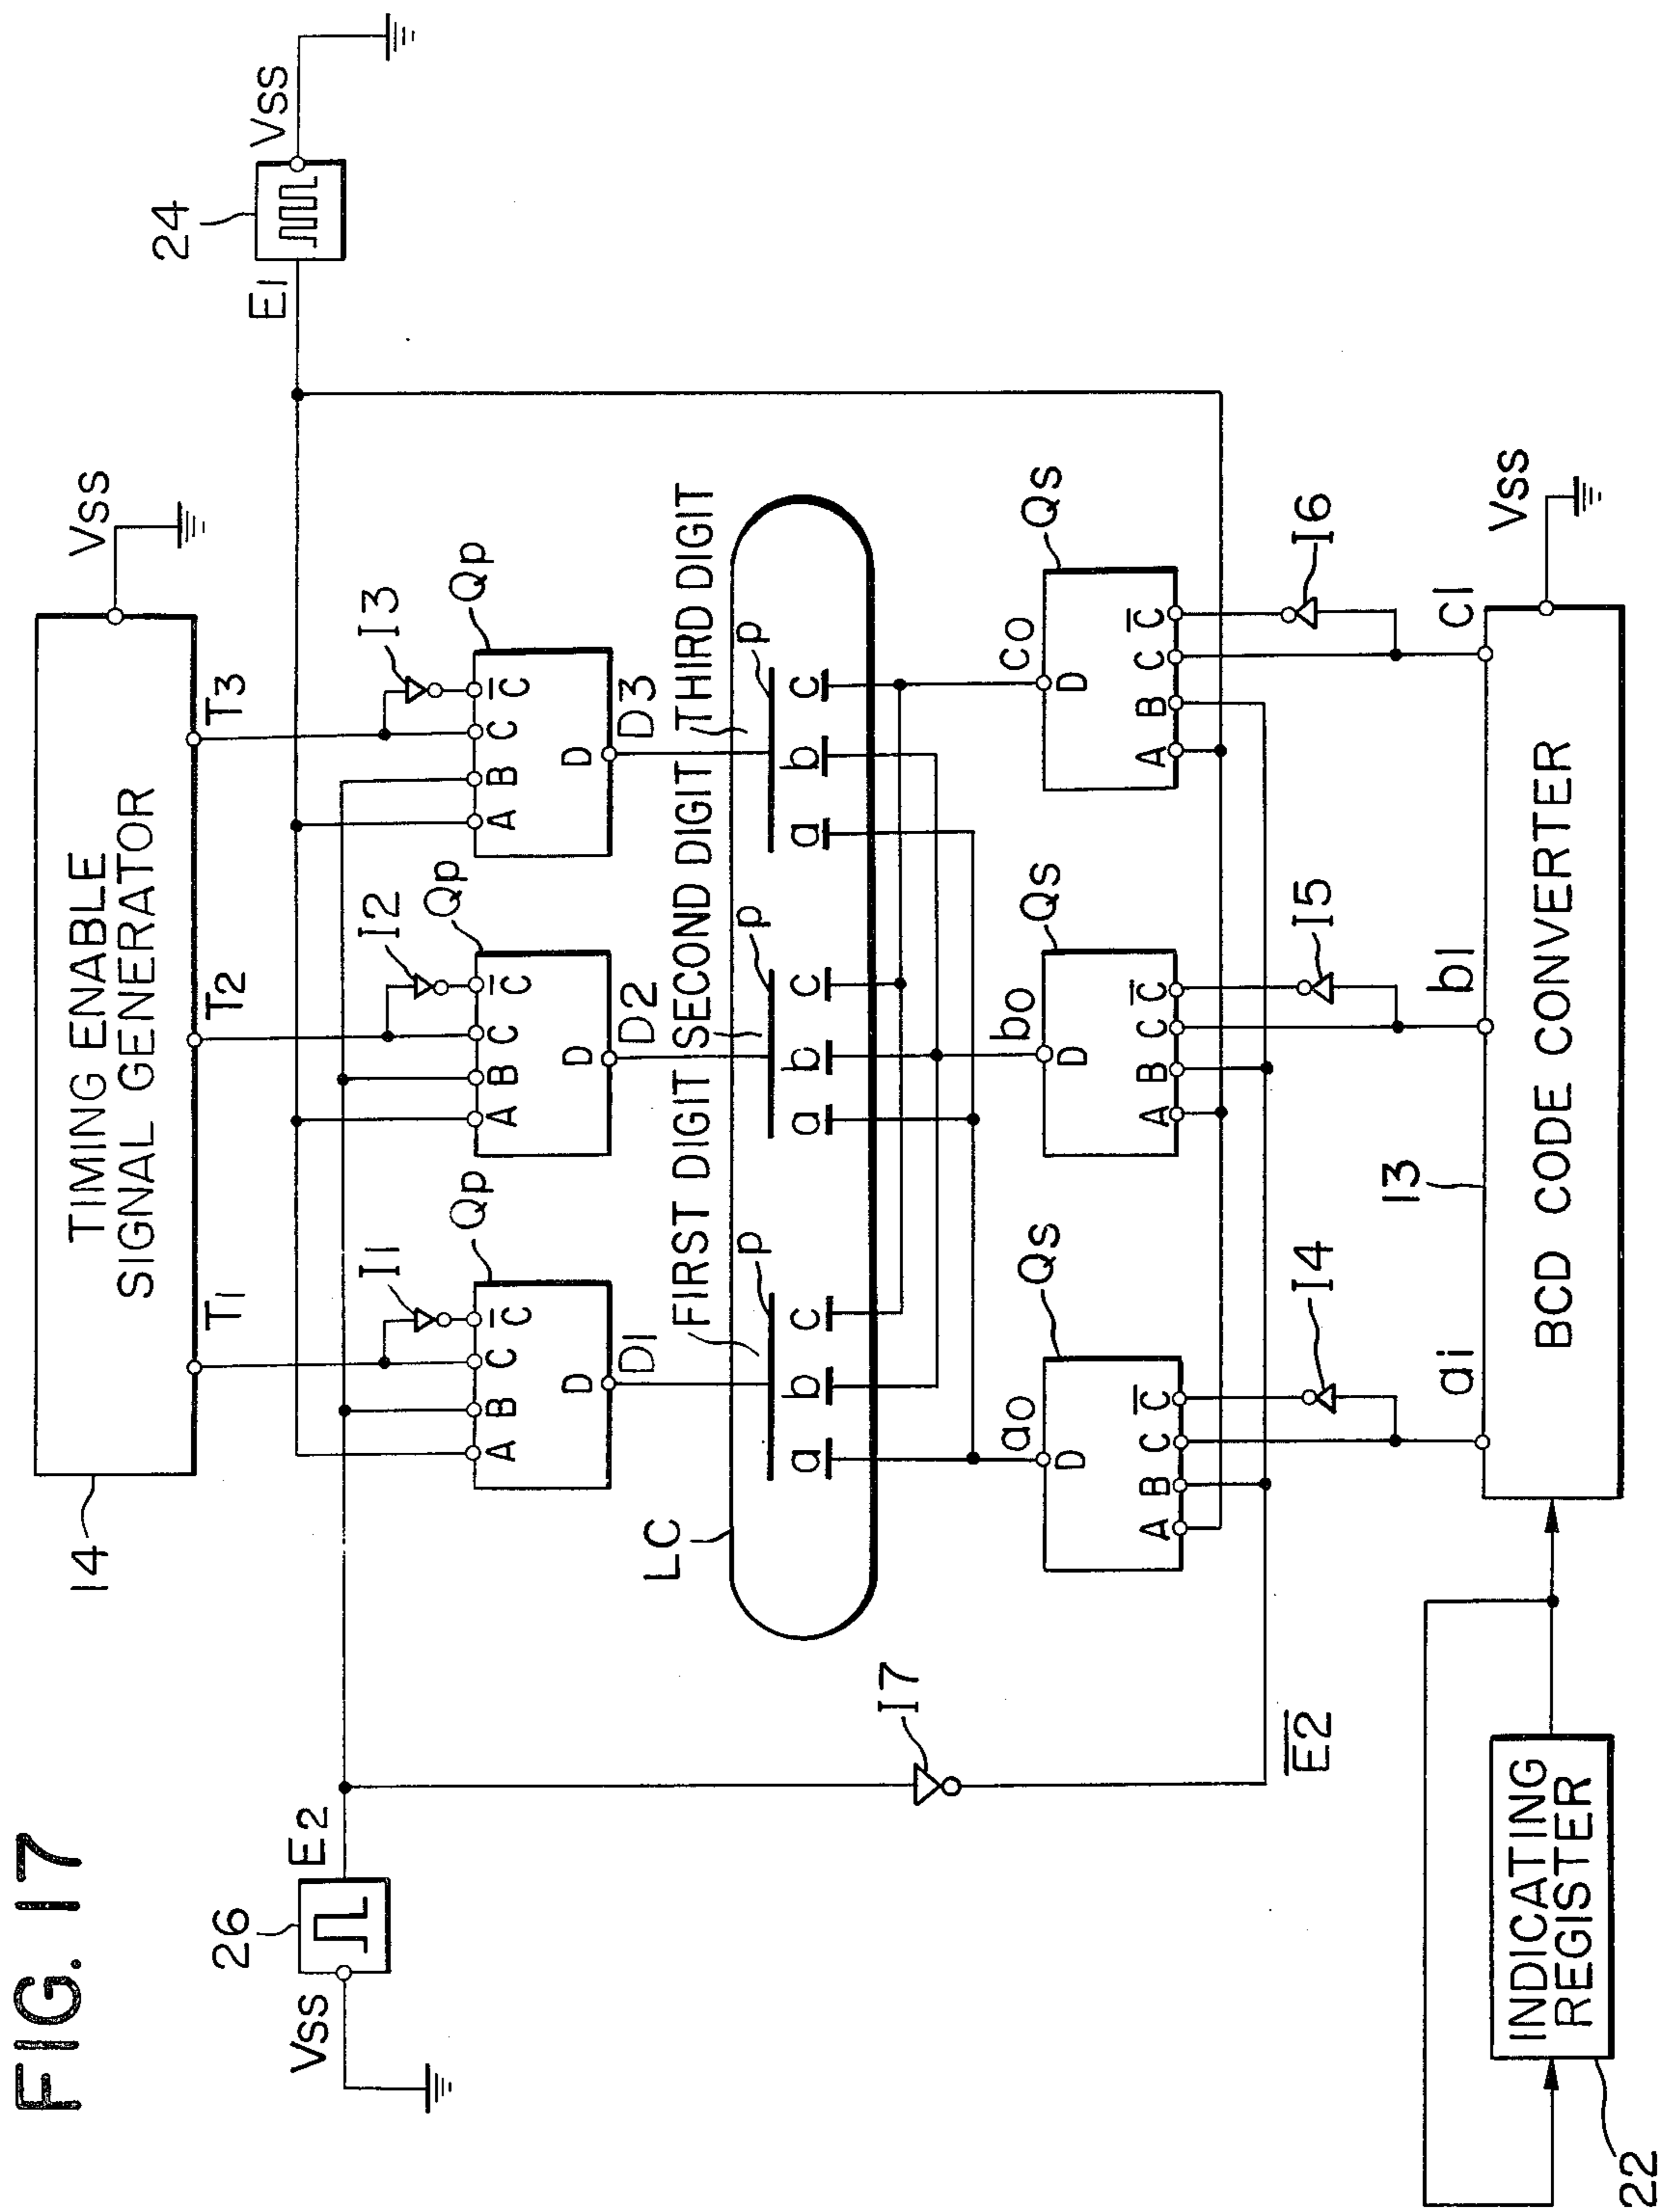 FIG. 17
14
TIMING ENABLE
SIGNAL GENERATOR
VSS
T1
T2
T3
26
VSS
E2
24
E1
VSS
I1
Qp
A
B
C
C̅
D
D1
I2
Qp
A
B
C
C̅
D
D2
I3
Qp
A
B
C
C̅
D
D3
LC
FIRST DIGIT
SECOND DIGIT
THIRD DIGIT
p
a
b
c
p
a
b
c
p
a
b
c
I7
E̅2̅
ao
Qs
D
A
B
C
C̅
I4
bo
Qs
D
A
B
C
C̅
I5
co
Qs
D
A
B
C
C̅
I6
ai
13
bi
ci
VSS
BCD CODE CONVERTER
INDICATING
REGISTER
22